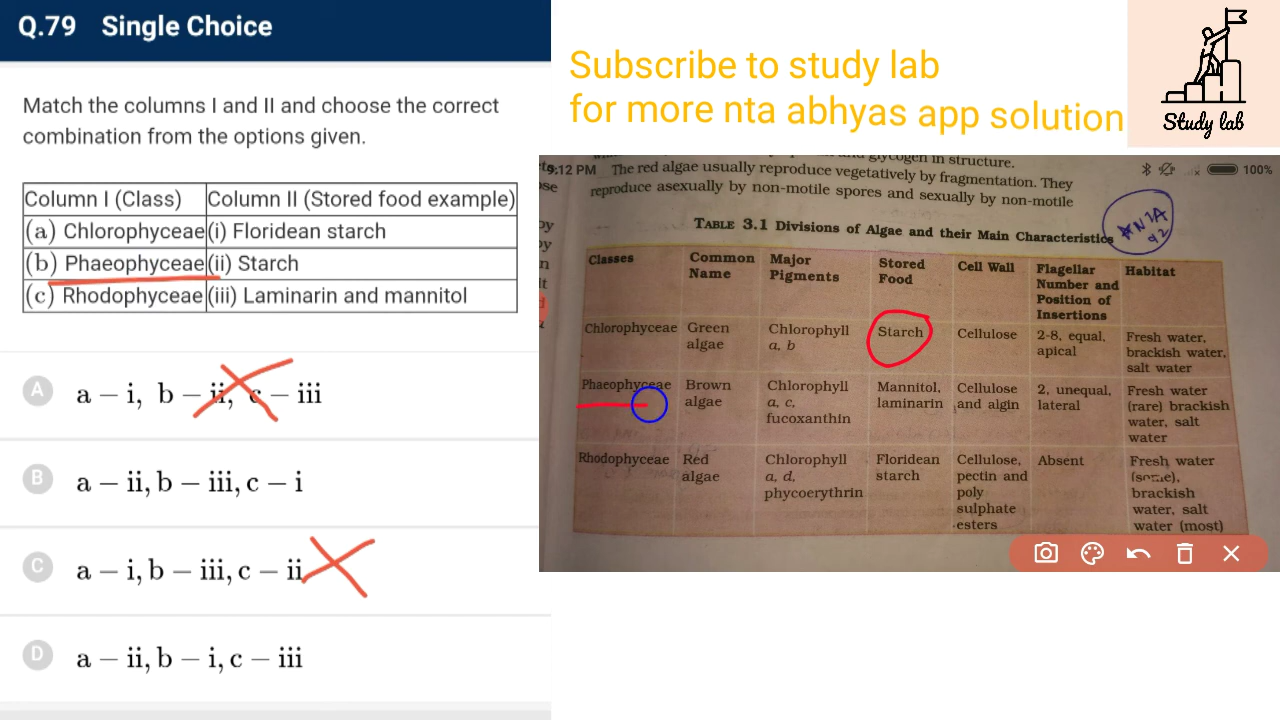 Q.79 Single Choice
Match the columns I and II and choose the correct
combination from the options given.
Column I (Class) Column II (Stored food example)
(a) Chlorophyceae (i) Floridean starch
(b) Phaeophyceae (ii) Starch
(c) Rhodophyceae (iii) Laminarin and mannitol
A a – i, b – ii, c – iii
B a – ii, b – iii, c – i
C a – i, b – iii, c – ii
D a – ii, b – i, c – iii
Subscribe to study lab
for more nta abhyas app solution
Study lab
9:12 PM
100%
glycogen in structure.
The red algae usually reproduce vegetatively by fragmentation. They
reproduce asexually by non-motile spores and sexually by non-motile
TABLE 3.1 Divisions of Algae and their Main Characteristics
Classes Common Name Major Pigments Stored Food Cell Wall Flagellar Number and Position of Insertions Habitat
Chlorophyceae Green algae Chlorophyll a, b Starch Cellulose 2-8, equal, apical Fresh water, brackish water, salt water
Phaeophyceae Brown algae Chlorophyll a, c, fucoxanthin Mannitol, laminarin Cellulose and algin 2, unequal, lateral Fresh water (rare) brackish water, salt water
Rhodophyceae Red algae Chlorophyll a, d, phycoerythrin Floridean starch Cellulose, pectin and poly sulphate esters Absent Fresh water (some), brackish water, salt water (most)